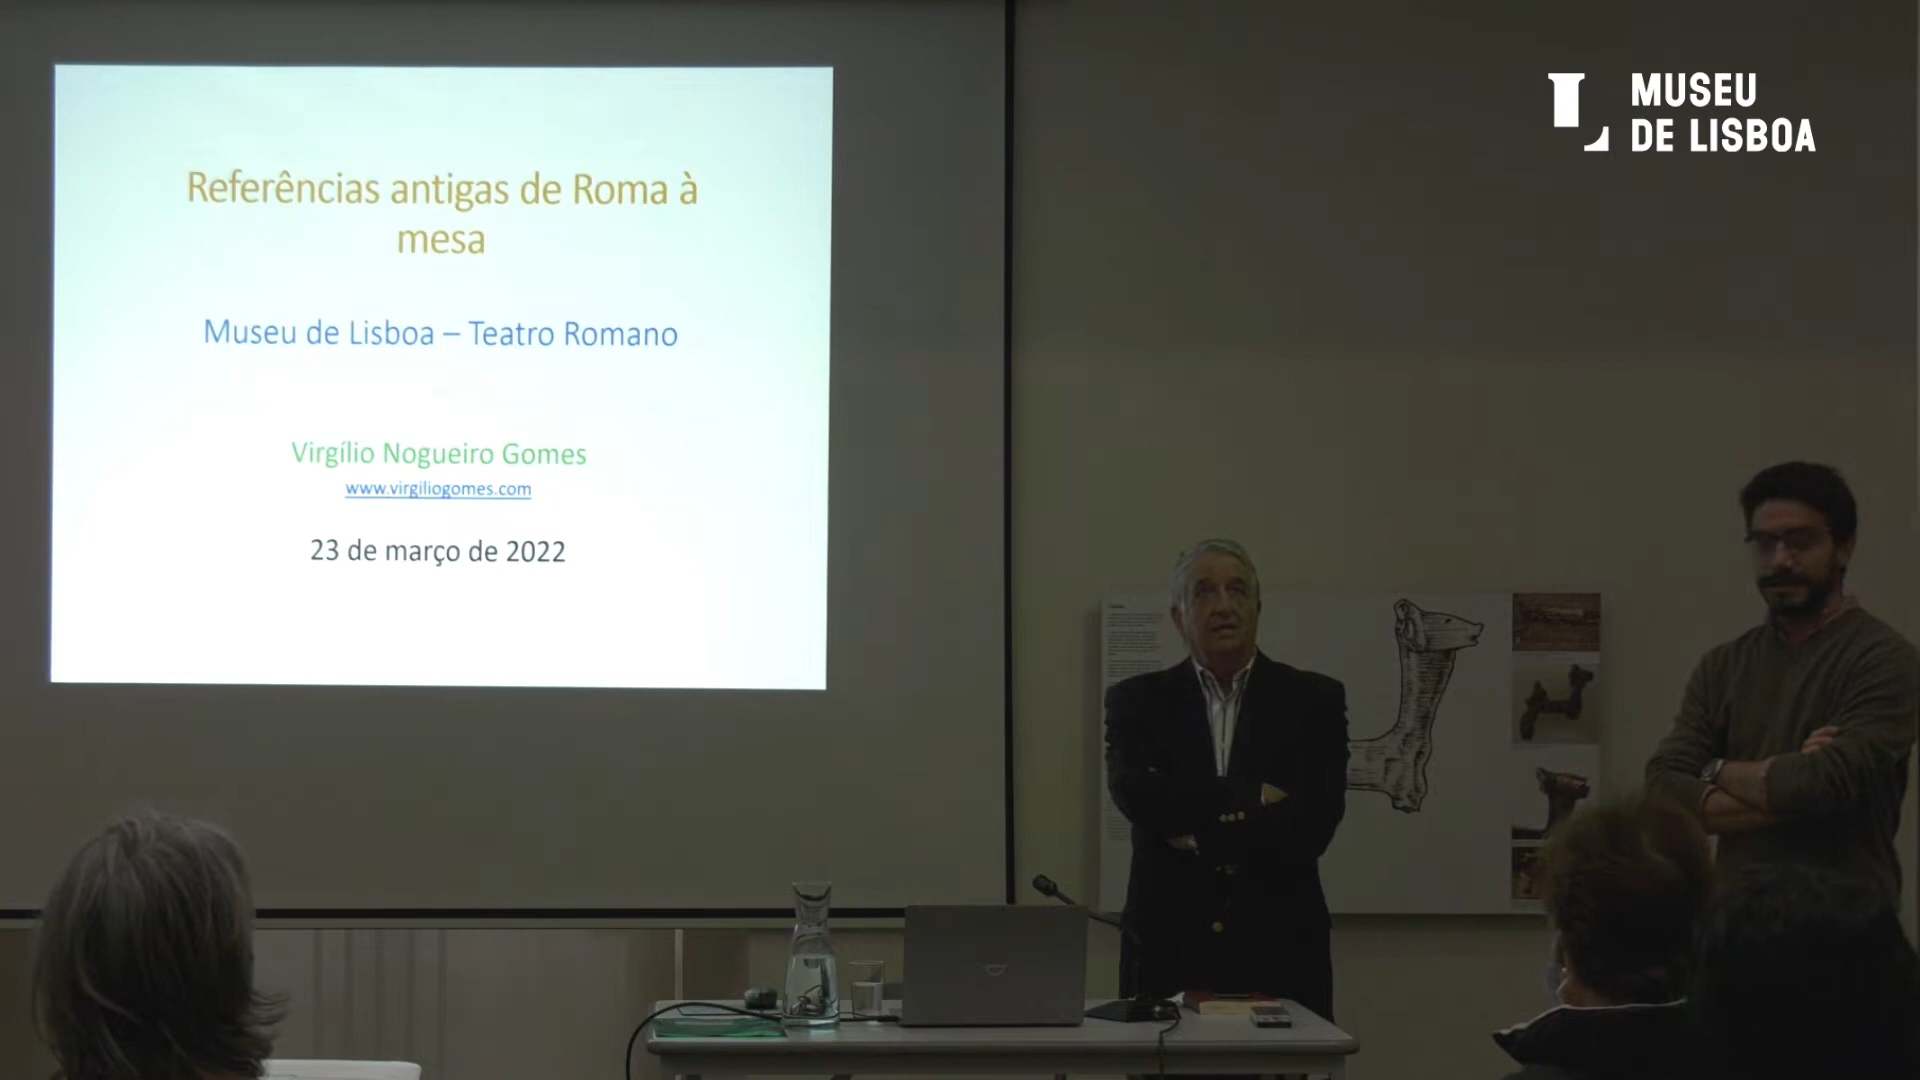 Referências antigas de Roma à
mesa
Museu de Lisboa – Teatro Romano
Virgílio Nogueiro Gomes
www.virgiliogomes.com
23 de março de 2022
MUSEU
DE LISBOA